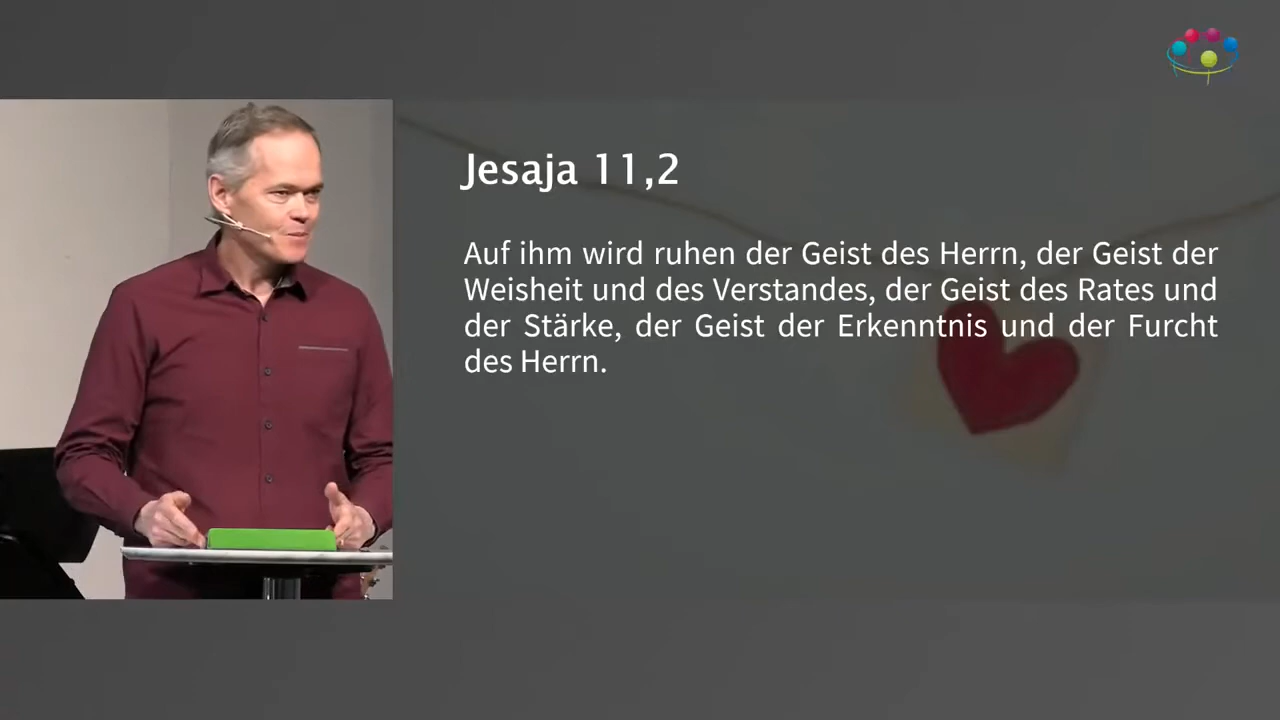 Jesaja 11,2
Auf ihm wird ruhen der Geist des Herrn, der Geist der
Weisheit und des Verstandes, der Geist des Rates und
der Stärke, der Geist der Erkenntnis und der Furcht
des Herrn.